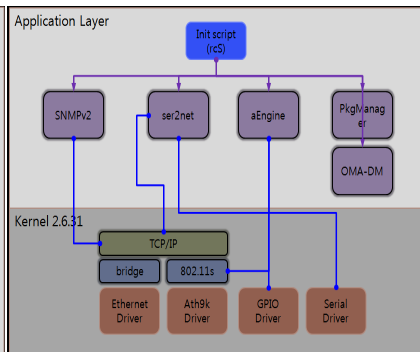 Application Layer
Init script
(rcS)
SNMPv2
ser2net
aEngine
PkgManag
er
OMA-DM
Kernel 2.6.31
TCP/IP
bridge
802.11s
Ethernet
Driver
Ath9k
Driver
GPIO
Driver
Serial
Driver